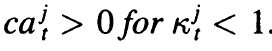 ca_t^j > 0 for κ_t^j < 1.